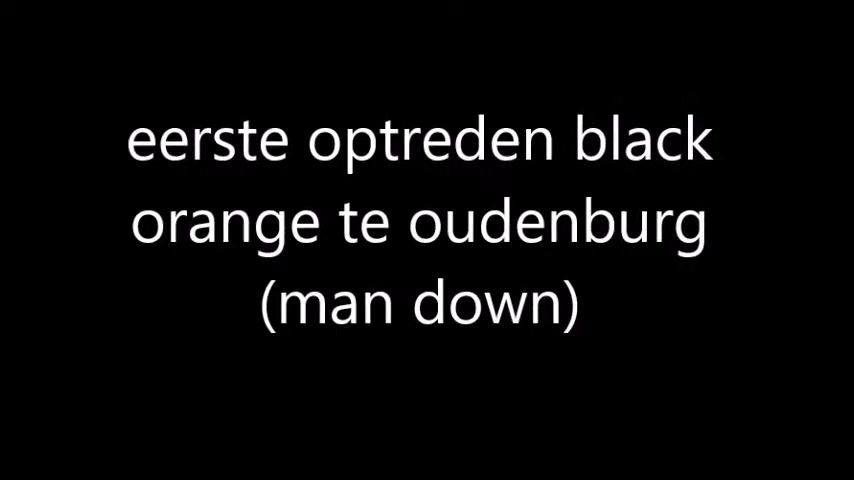 eerste optreden black
orange te oudenburg
(man down)